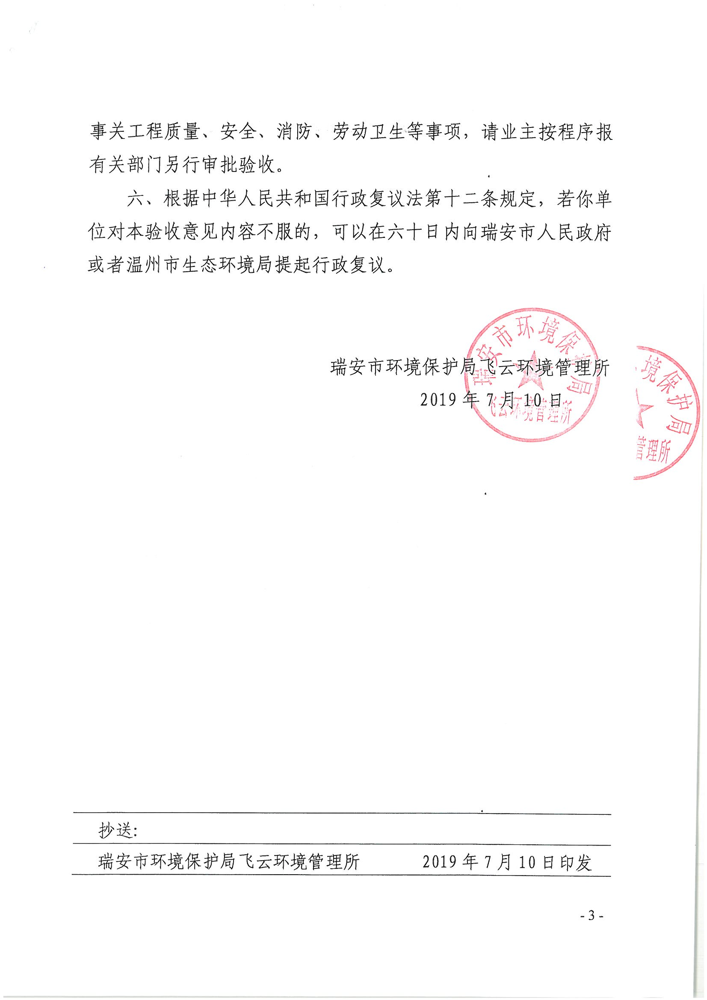 事关工程质量、安全、消防、劳动卫生等事项，请业主按程序报
有关部门另行审批验收。
六、根据中华人民共和国行政复议法第十二条规定，若你单
位对本验收意见内容不服的，可以在六十日内向瑞安市人民政府
或者温州市生态环境局提起行政复议。
瑞安市环境保护局
飞云环境管理所
瑞安市环境保护局飞云环境管理所
2019年7月10日
境保护局
管理所
抄送：
瑞安市环境保护局飞云环境管理所 2019年7月10日印发
-3-